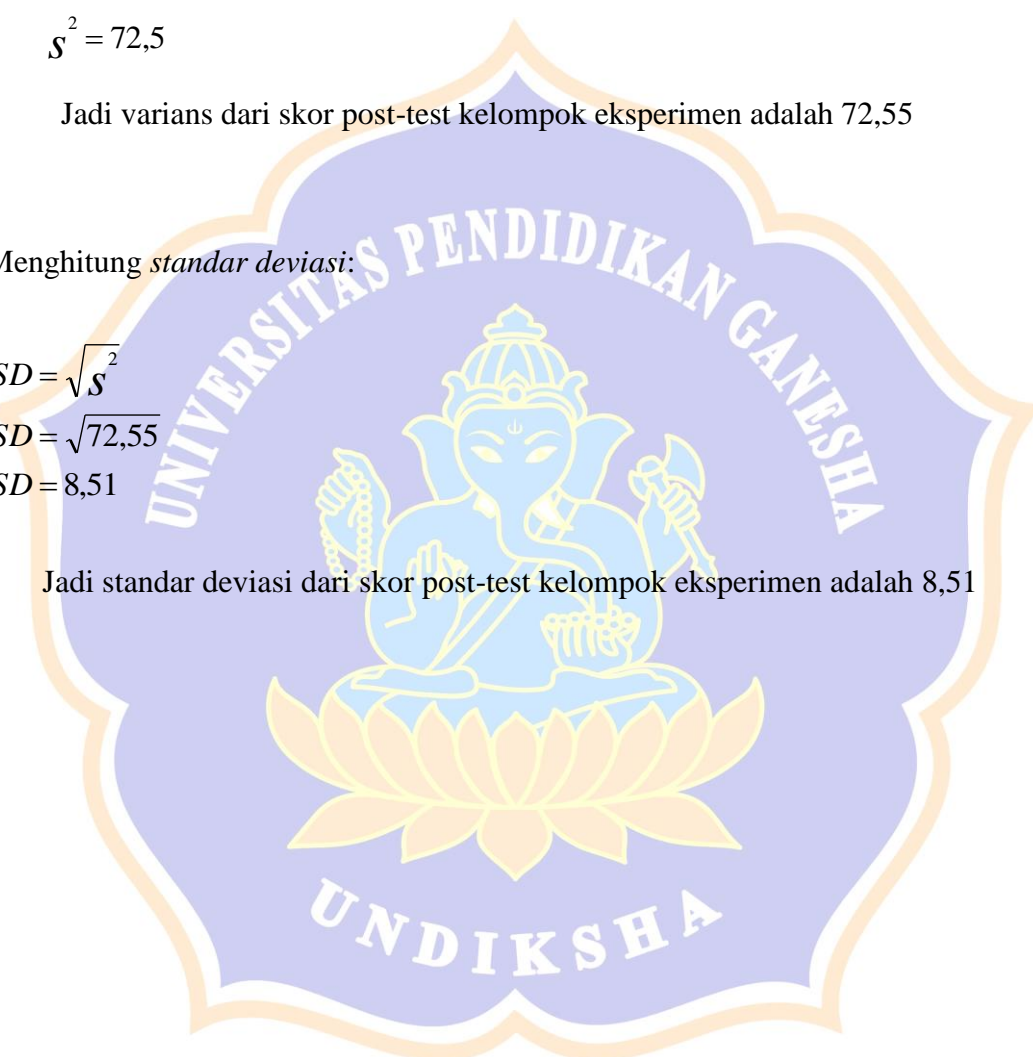 s² = 72,5
Jadi varians dari skor post-test kelompok eksperimen adalah 72,55
Menghitung standar deviasi:
SD = √s²
SD = √72,55
SD = 8,51
Jadi standar deviasi dari skor post-test kelompok eksperimen adalah 8,51
UNIVERSITAS PENDIDIKAN GANESHA
UNDIKSHA